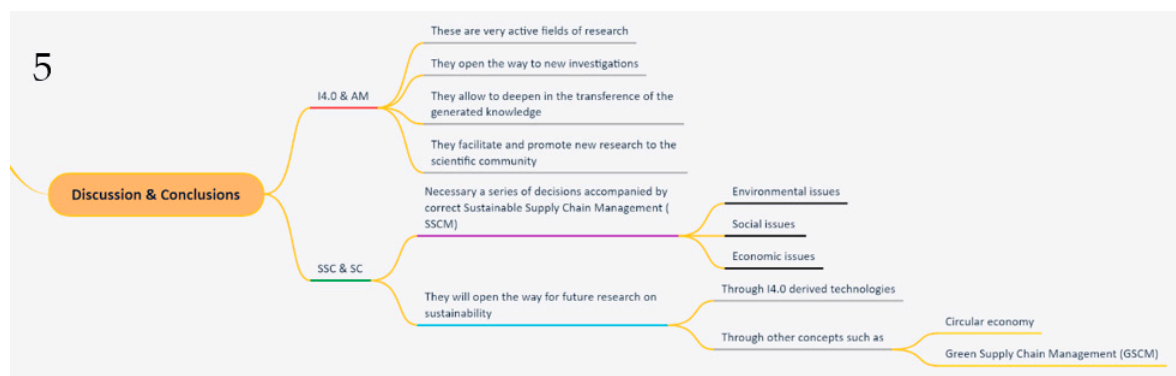 5
Discussion & Conclusions
I4.0 & AM
These are very active fields of research
They open the way to new investigations
They allow to deepen in the transference of the
generated knowledge
They facilitate and promote new research to the
scientific community
SSC & SC
Necessary a series of decisions accompanied by
correct Sustainable Supply Chain Management (
SSCM)
Environmental issues
Social issues
Economic issues
They will open the way for future research on
sustainability
Through I4.0 derived technologies
Through other concepts such as
Circular economy
Green Supply Chain Management (GSCM)